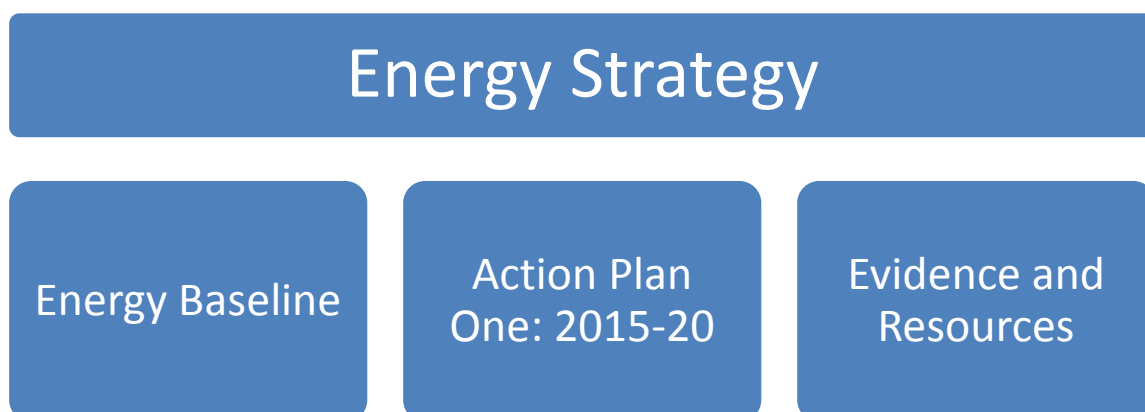 Energy Strategy
Energy Baseline
Action Plan
One: 2015-20
Evidence and
Resources